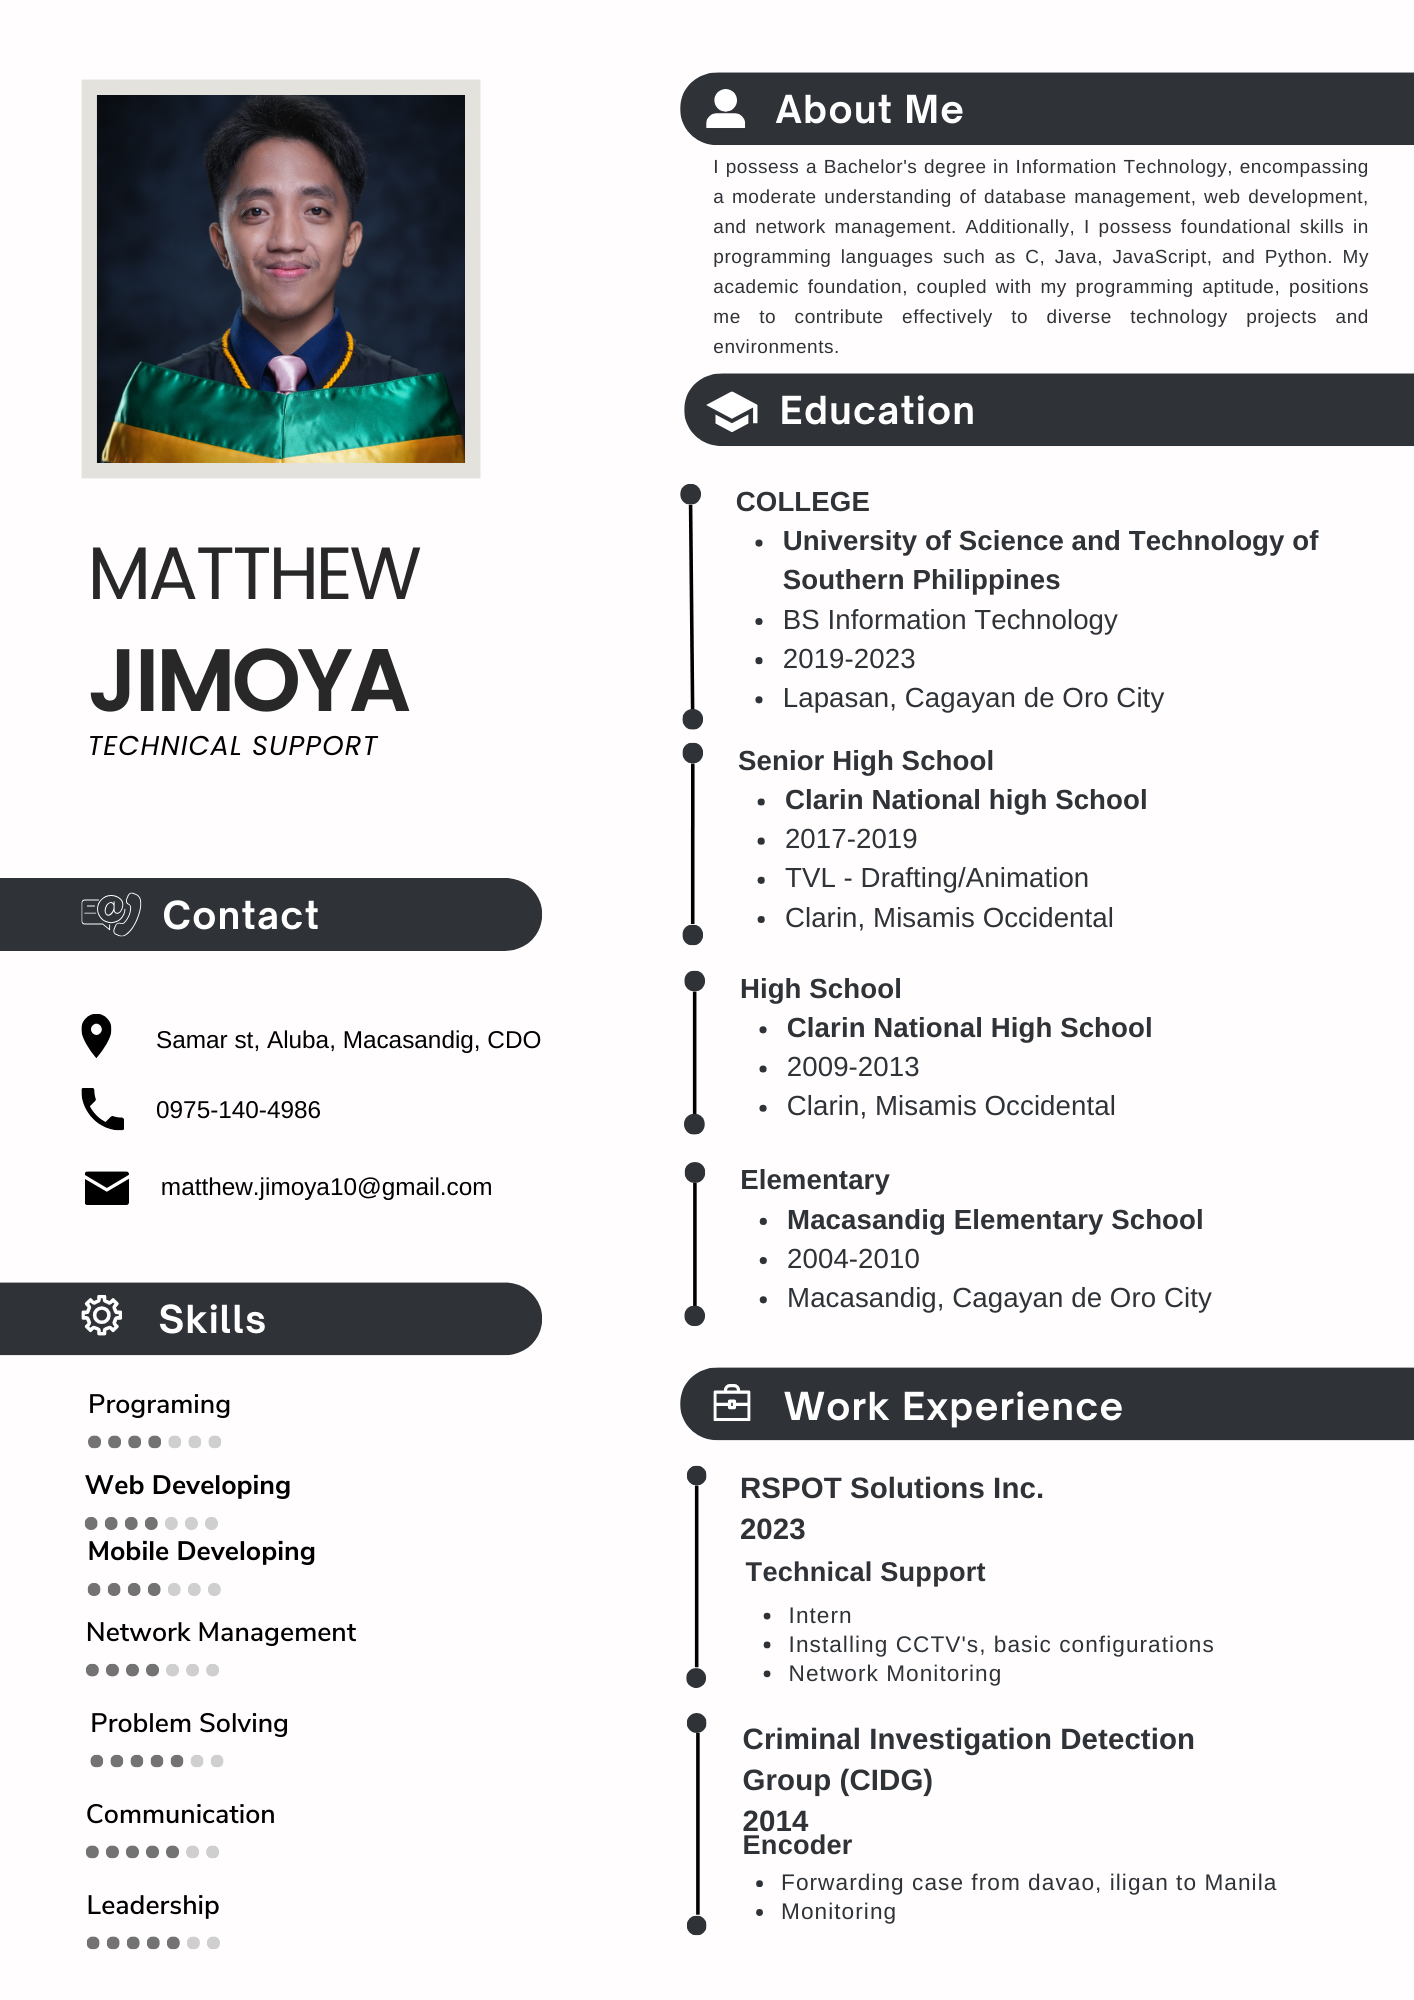 MATTHEW
JIMOYA
TECHNICAL SUPPORT
Contact
Samar st, Aluba, Macasandig, CDO
0975-140-4986
matthew.jimoya10@gmail.com
Skills
Programing
Web Developing
Mobile Developing
Network Management
Problem Solving
Communication
Leadership
About Me
I possess a Bachelor's degree in Information Technology, encompassing
a moderate understanding of database management, web development,
and network management. Additionally, I possess foundational skills in
programming languages such as C, Java, JavaScript, and Python. My
academic foundation, coupled with my programming aptitude, positions
me to contribute effectively to diverse technology projects and
environments.
Education
COLLEGE
• University of Science and Technology of
Southern Philippines
• BS Information Technology
• 2019-2023
• Lapasan, Cagayan de Oro City
Senior High School
• Clarin National high School
• 2017-2019
• TVL - Drafting/Animation
• Clarin, Misamis Occidental
High School
• Clarin National High School
• 2009-2013
• Clarin, Misamis Occidental
Elementary
• Macasandig Elementary School
• 2004-2010
• Macasandig, Cagayan de Oro City
Work Experience
RSPOT Solutions Inc.
2023
Technical Support
• Intern
• Installing CCTV's, basic configurations
• Network Monitoring
Criminal Investigation Detection
Group (CIDG)
2014
Encoder
• Forwarding case from davao, iligan to Manila
• Monitoring